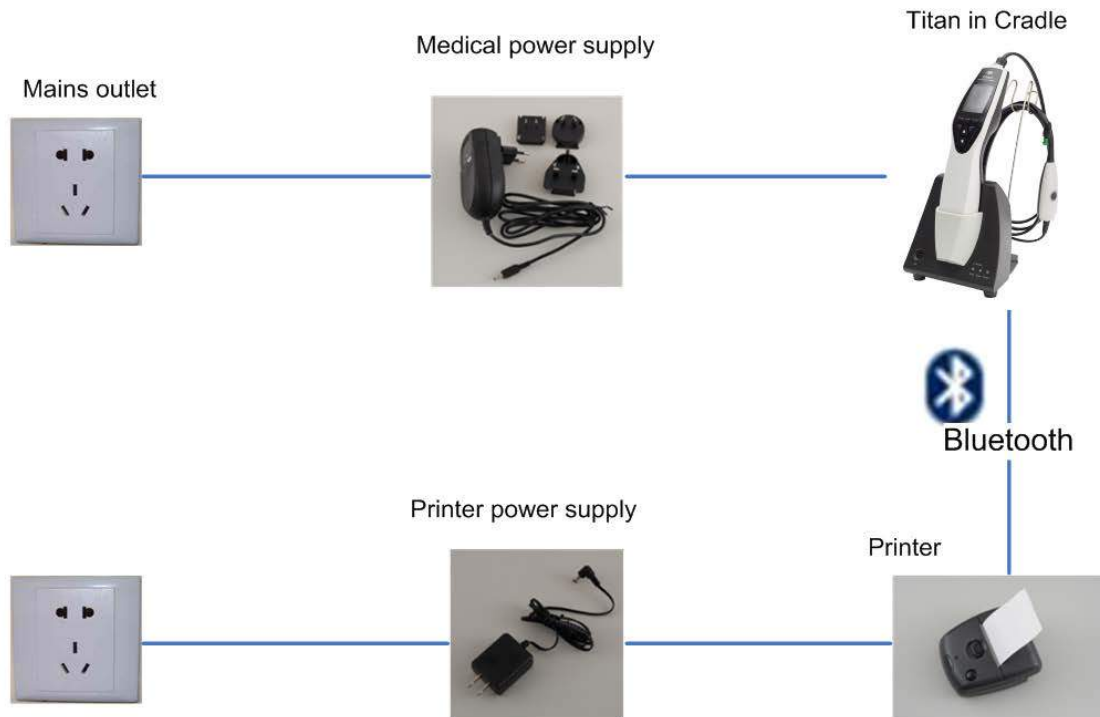 Titan in Cradle
Medical power supply
Mains outlet
Bluetooth
Printer power supply
Printer